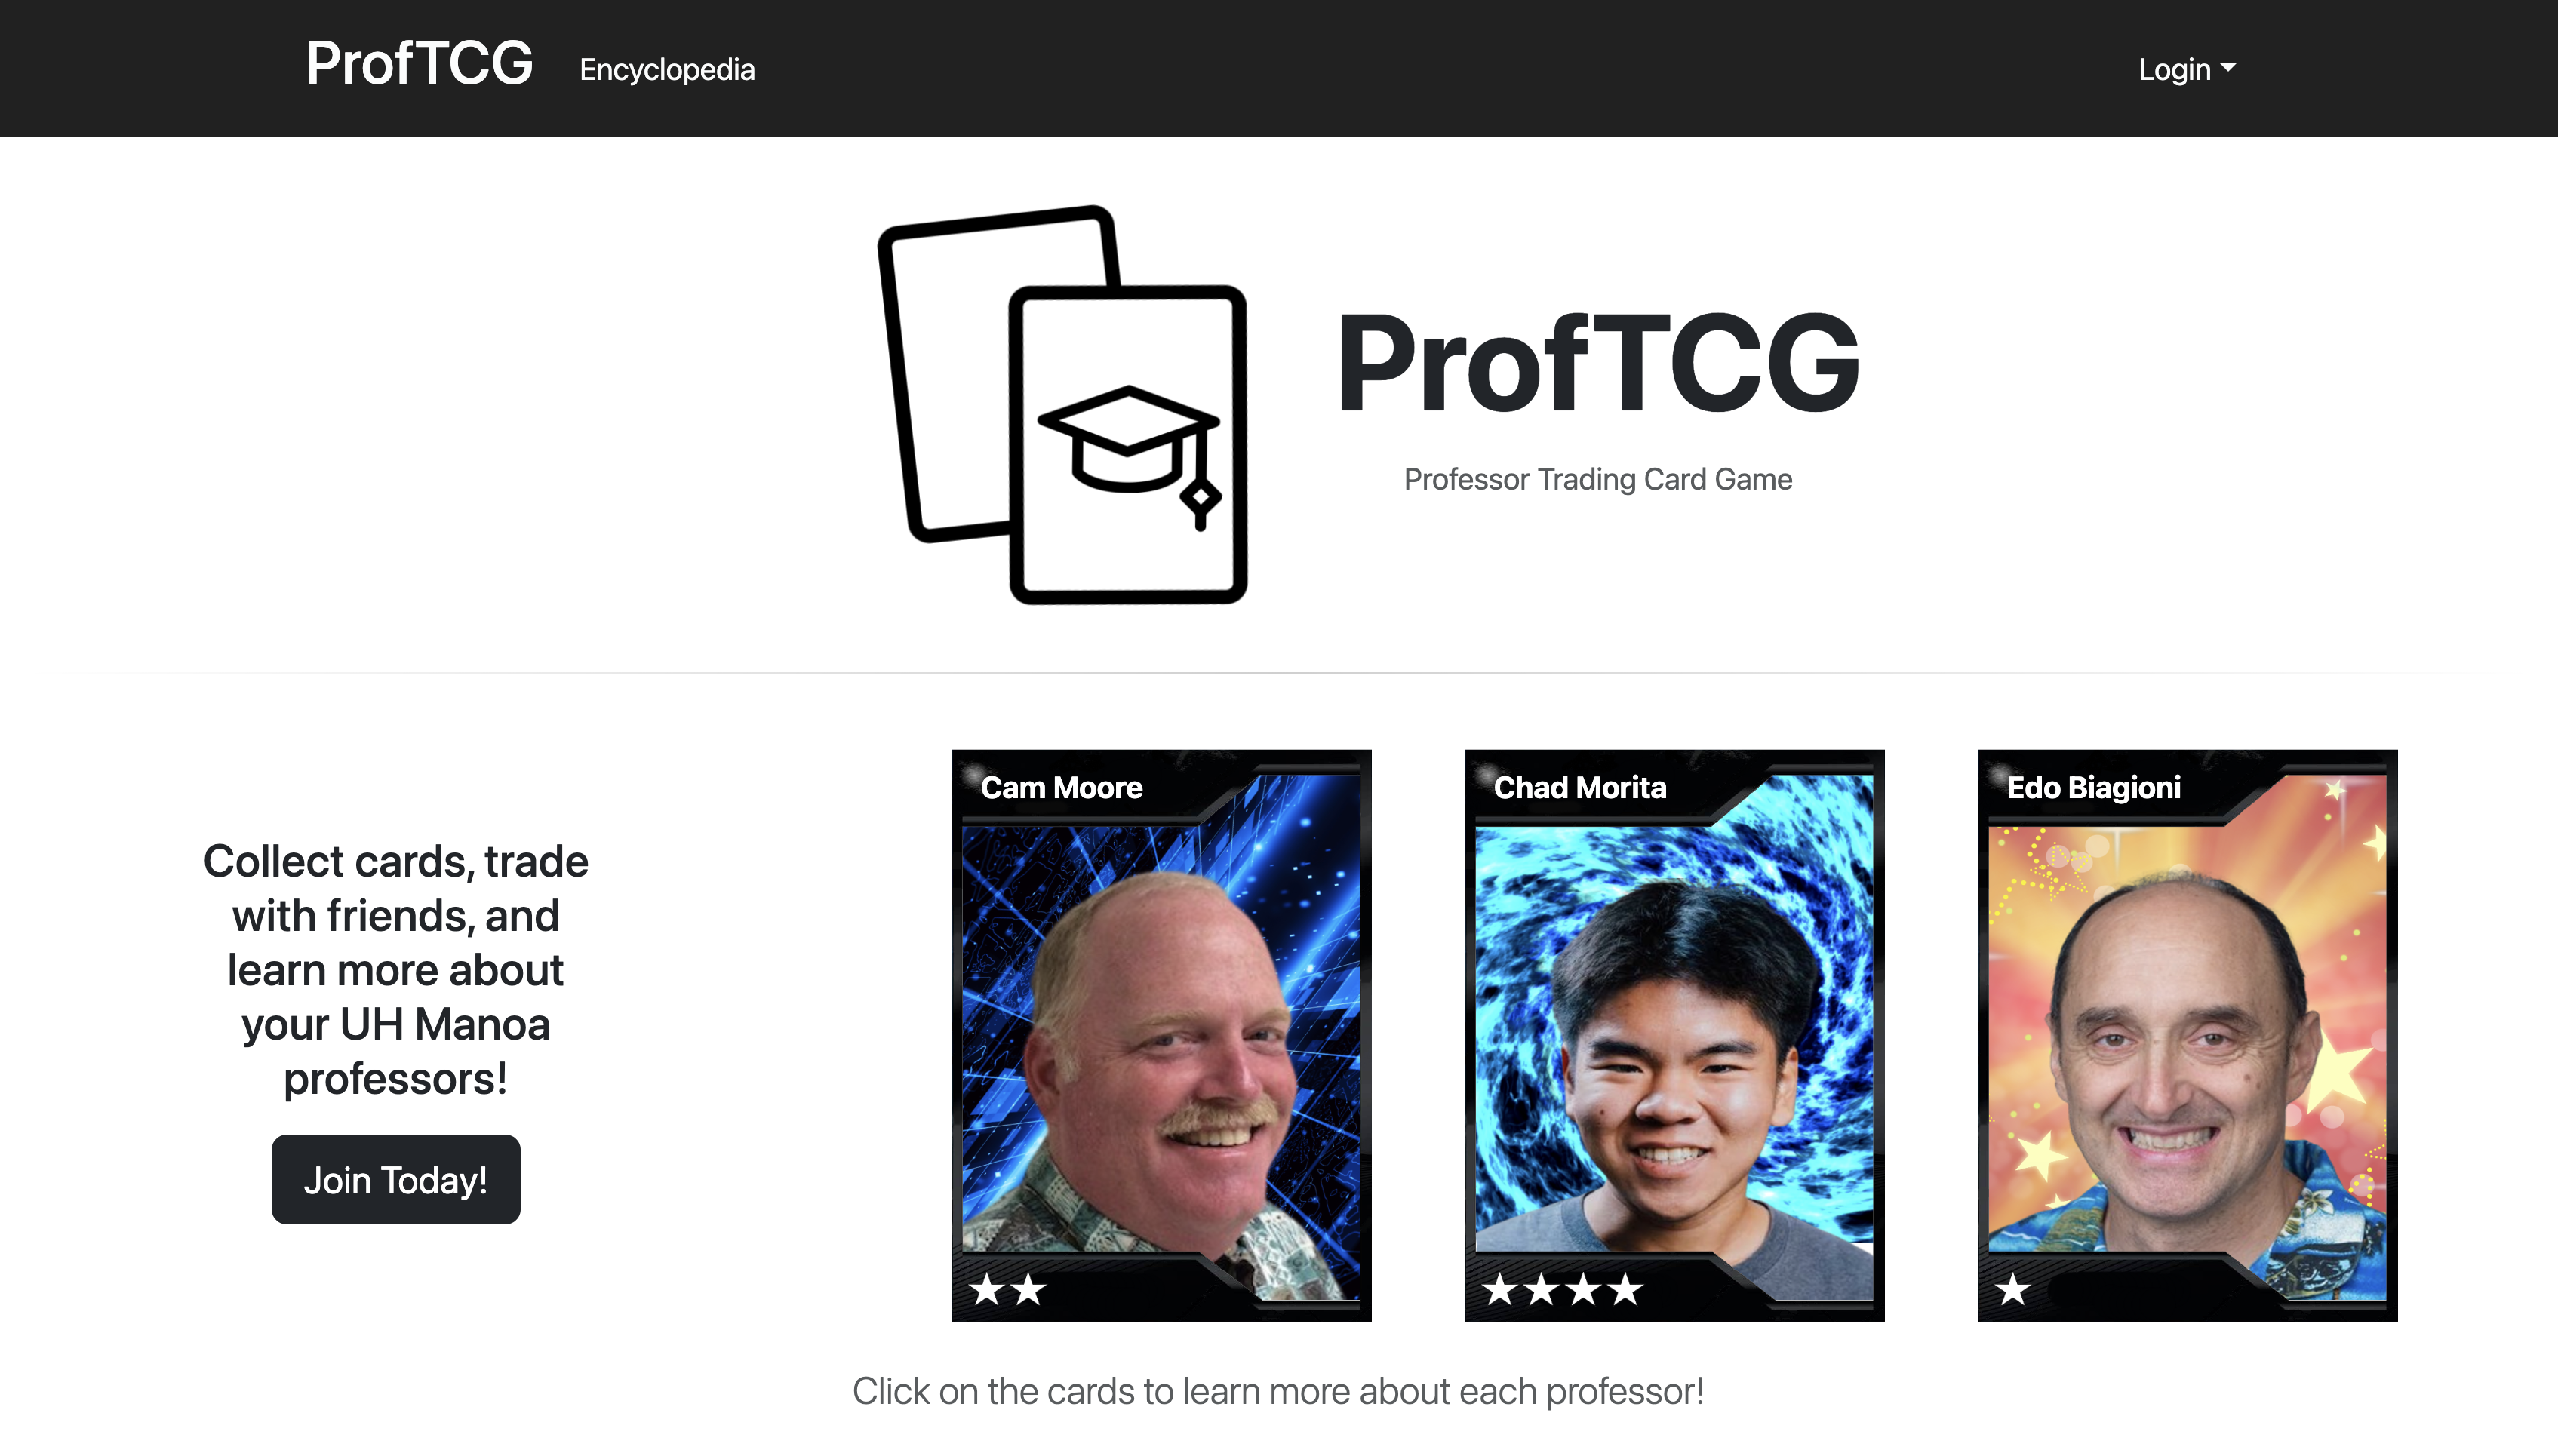 ProfTCG Encyclopedia Login
ProfTCG
Professor Trading Card Game
Collect cards, trade
with friends, and
learn more about
your UH Manoa
professors!
Join Today!
Cam Moore
Chad Morita
Edo Biagioni
Click on the cards to learn more about each professor!